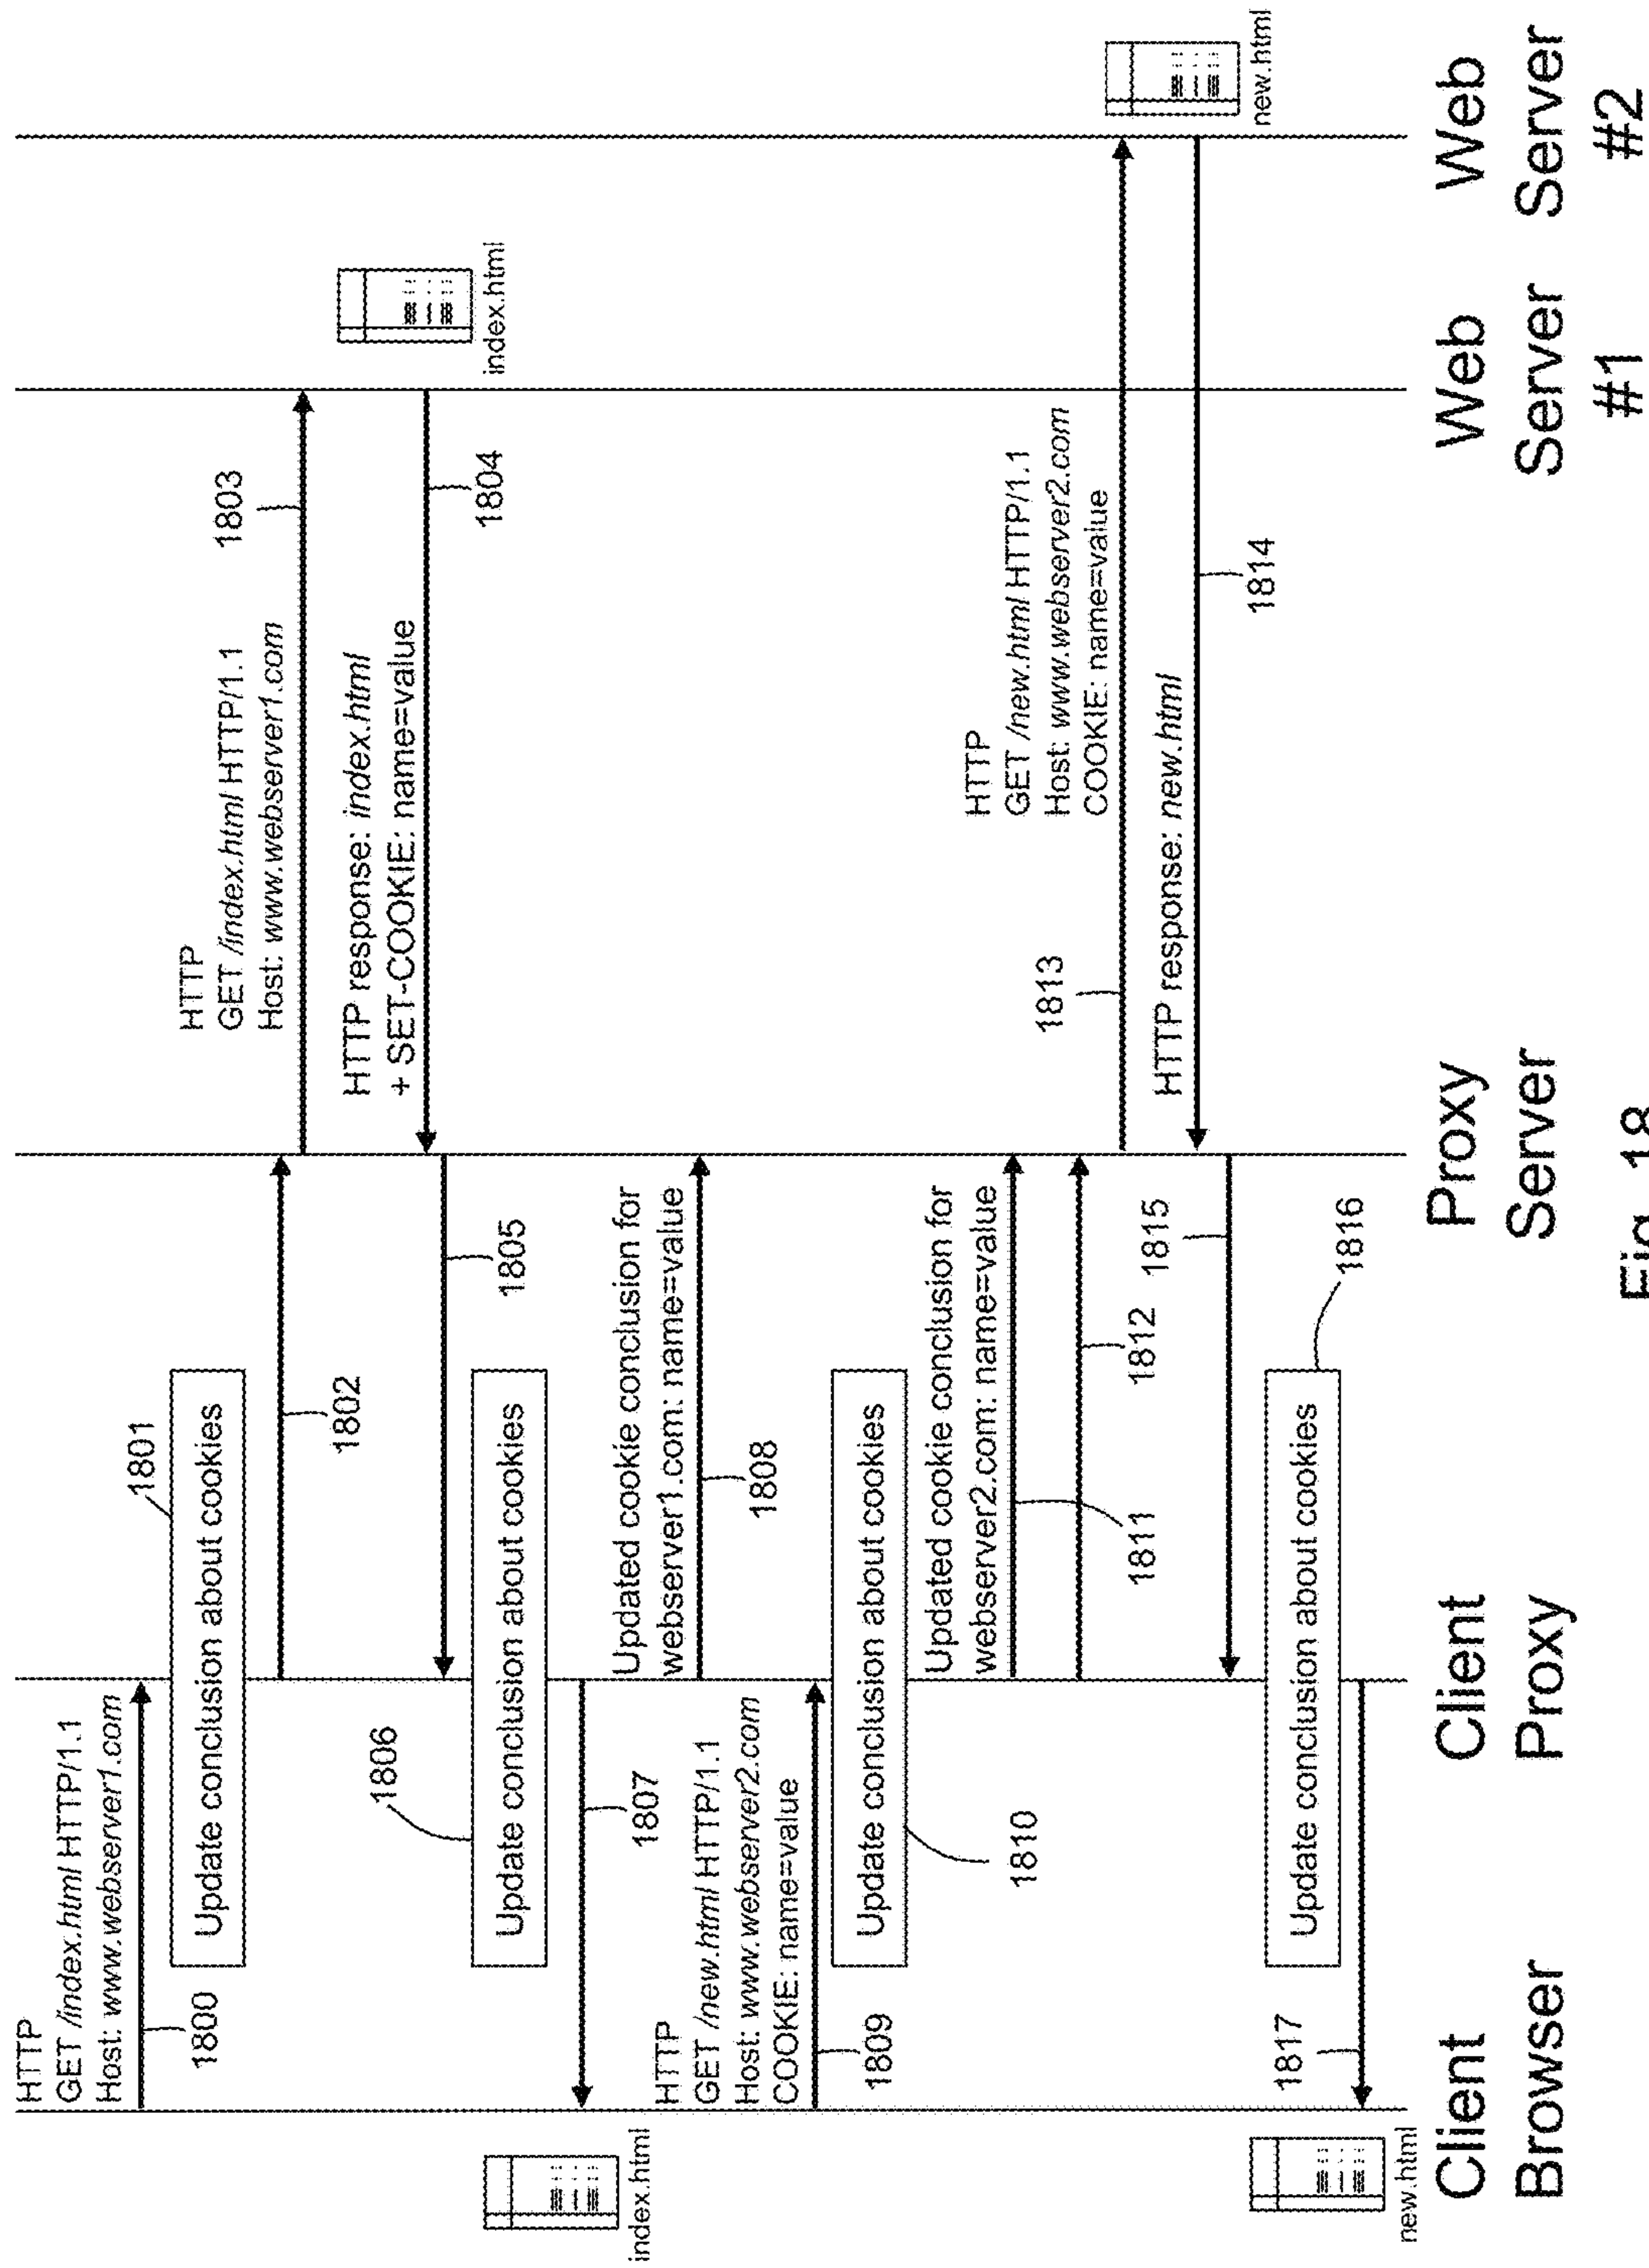 HTTP
GET /index.html HTTP/1.1
Host: www.webserver1.com
1800
1801
Update conclusion about cookies
1802
HTTP
GET /index.html HTTP/1.1
Host: www.webserver1.com
1803
HTTP response: index.html
+ SET-COOKIE: name=value
1804
index.html
1805
1806
Update conclusion about cookies
1807
index.html
Updated cookie conclusion for
webserver1.com: name=value
1808
HTTP
GET /new.html HTTP/1.1
Host: www.webserver2.com
COOKIE: name=value
1809
Update conclusion about cookies
1810
Updated cookie conclusion for
webserver2.com: name=value
1811
1812
HTTP
GET /new.html HTTP/1.1
Host: www.webserver2.com
COOKIE: name=value
1813
HTTP response: new.html
1814
new.html
1815
Update conclusion about cookies
1816
1817
new.html
Client
Browser
Client
Proxy
Proxy
Server
Web
Server
#1
Web
Server
#2
Fig. 18